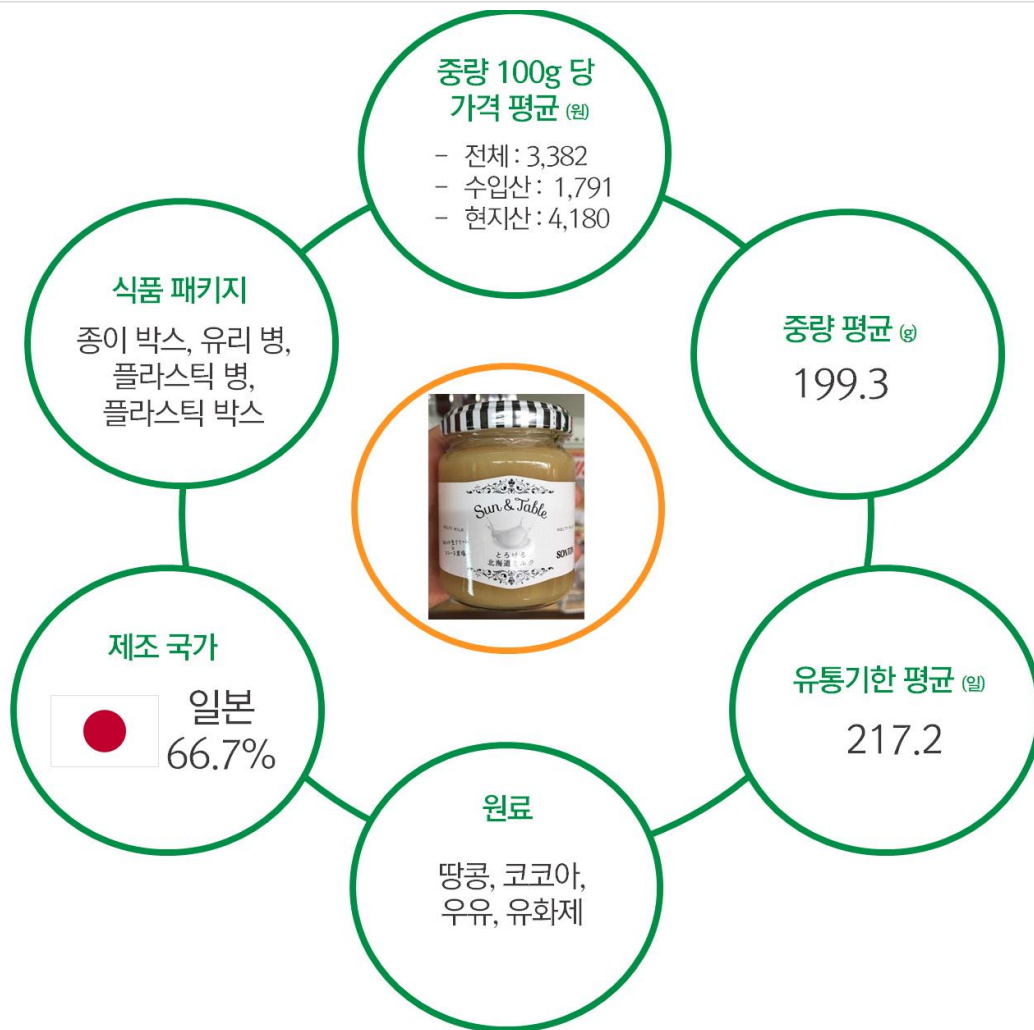 중량 100g 당
가격 평균 (원)
- 전체 : 3,382
- 수입산 : 1,791
- 현지산 : 4,180
중량 평균 (g)
199.3
유통기한 평균 (일)
217.2
원료
땅콩, 코코아,
우유, 유화제
제조 국가
일본
66.7%
식품 패키지
종이 박스, 유리 병,
플라스틱 병,
플라스틱 박스
Sun & Table
とろける
北海道ミルク